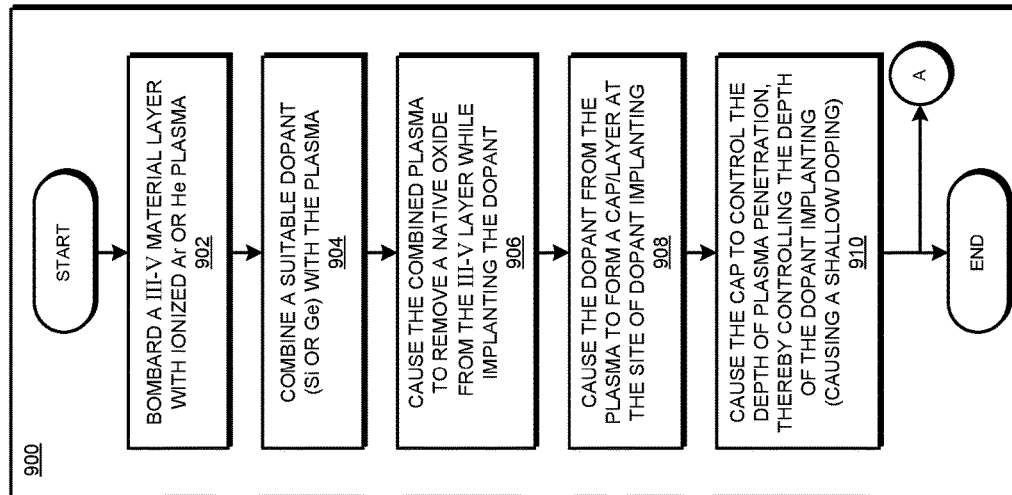 900
START
BOMBARD A III-V MATERIAL LAYER
WITH IONIZED Ar OR He PLASMA
902
COMBINE A SUITABLE DOPANT
(Si OR Ge) WITH THE PLASMA
904
CAUSE THE COMBINED PLASMA
TO REMOVE A NATIVE OXIDE
FROM THE III-V LAYER WHILE
IMPLANTING THE DOPANT
906
CAUSE THE DOPANT FROM THE
PLASMA TO FORM A CAP/LAYER AT
THE SITE OF DOPANT IMPLANTING
908
CAUSE THE CAP TO CONTROL THE
DEPTH OF PLASMA PENETRATION,
THEREBY CONTROLLING THE DEPTH
OF THE DOPANT IMPLANTING
(CAUSING A SHALLOW DOPING)
910
A
END